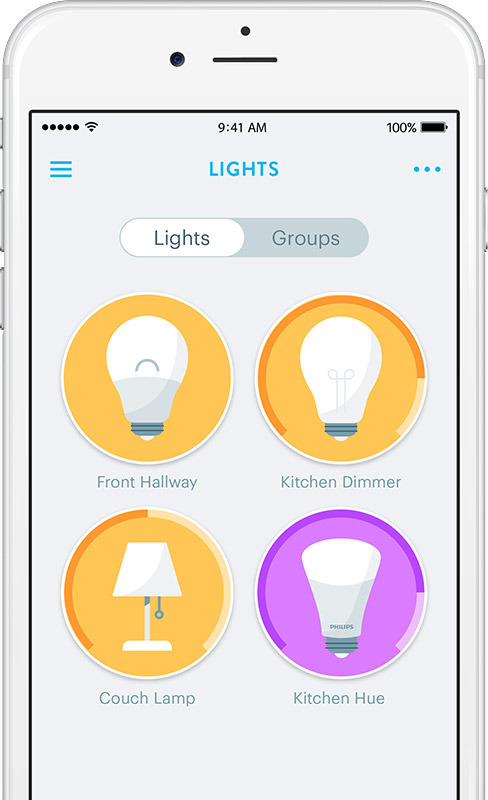 9:41 AM 100%
LIGHTS
Lights Groups
Front Hallway Kitchen Dimmer
PHILIPS
Couch Lamp Kitchen Hue